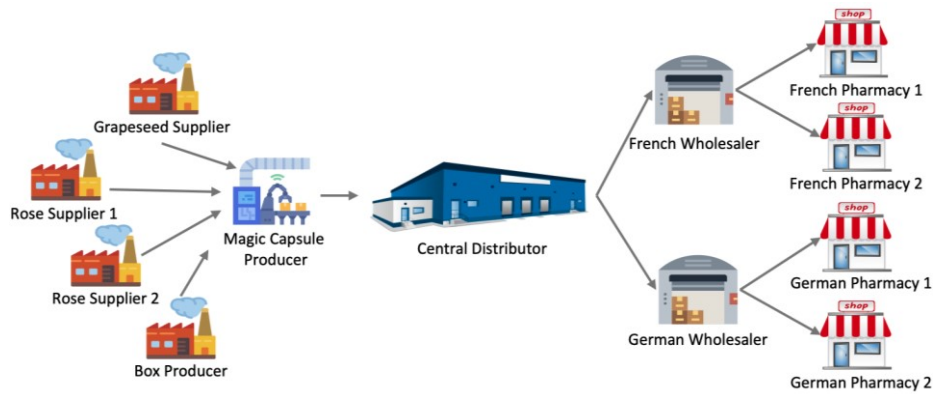 shop
French Pharmacy 1
Grapeseed Supplier
French Wholesaler
shop
French Pharmacy 2
Rose Supplier 1
Magic Capsule
Producer
Central Distributor
shop
German Pharmacy 1
Rose Supplier 2
German Wholesaler
shop
German Pharmacy 2
Box Producer